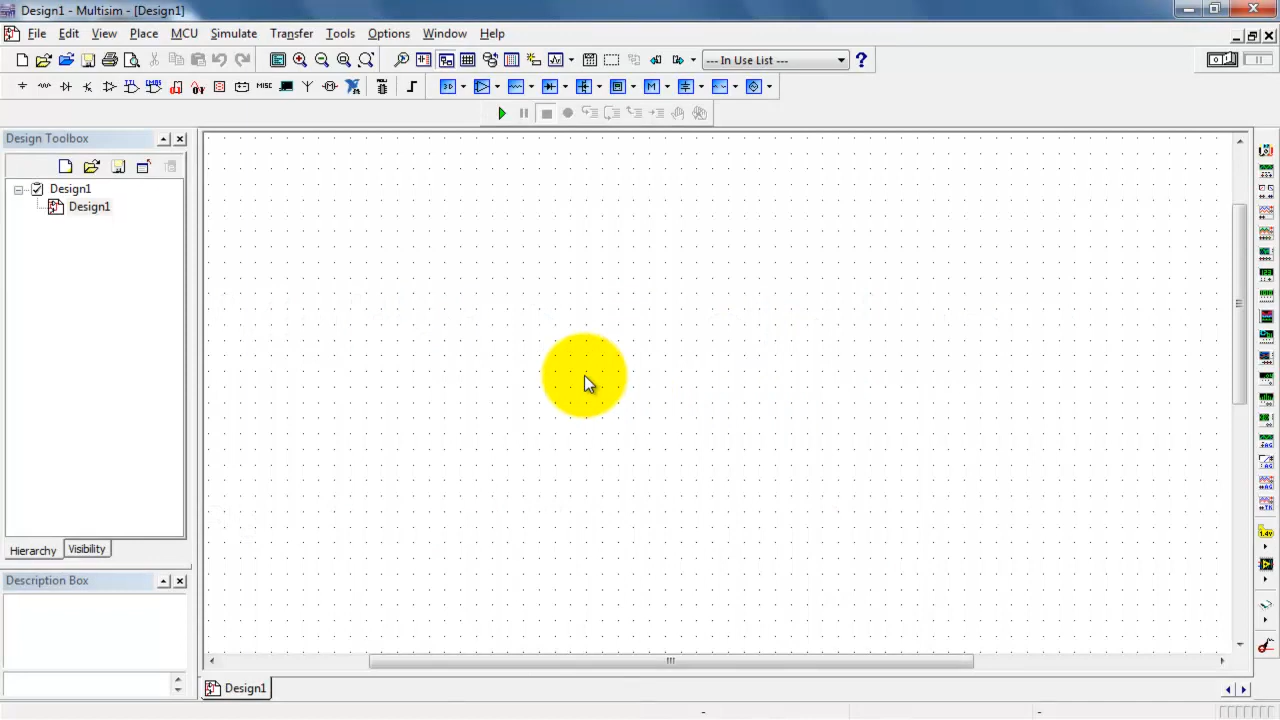 Design1 - Multisim - [Design1]
File Edit View Place MCU Simulate Transfer Tools Options Window Help
--- In Use List ---
TTL MISC
Design Toolbox
Design1
Design1
Hierarchy Visibility
Description Box
Design1